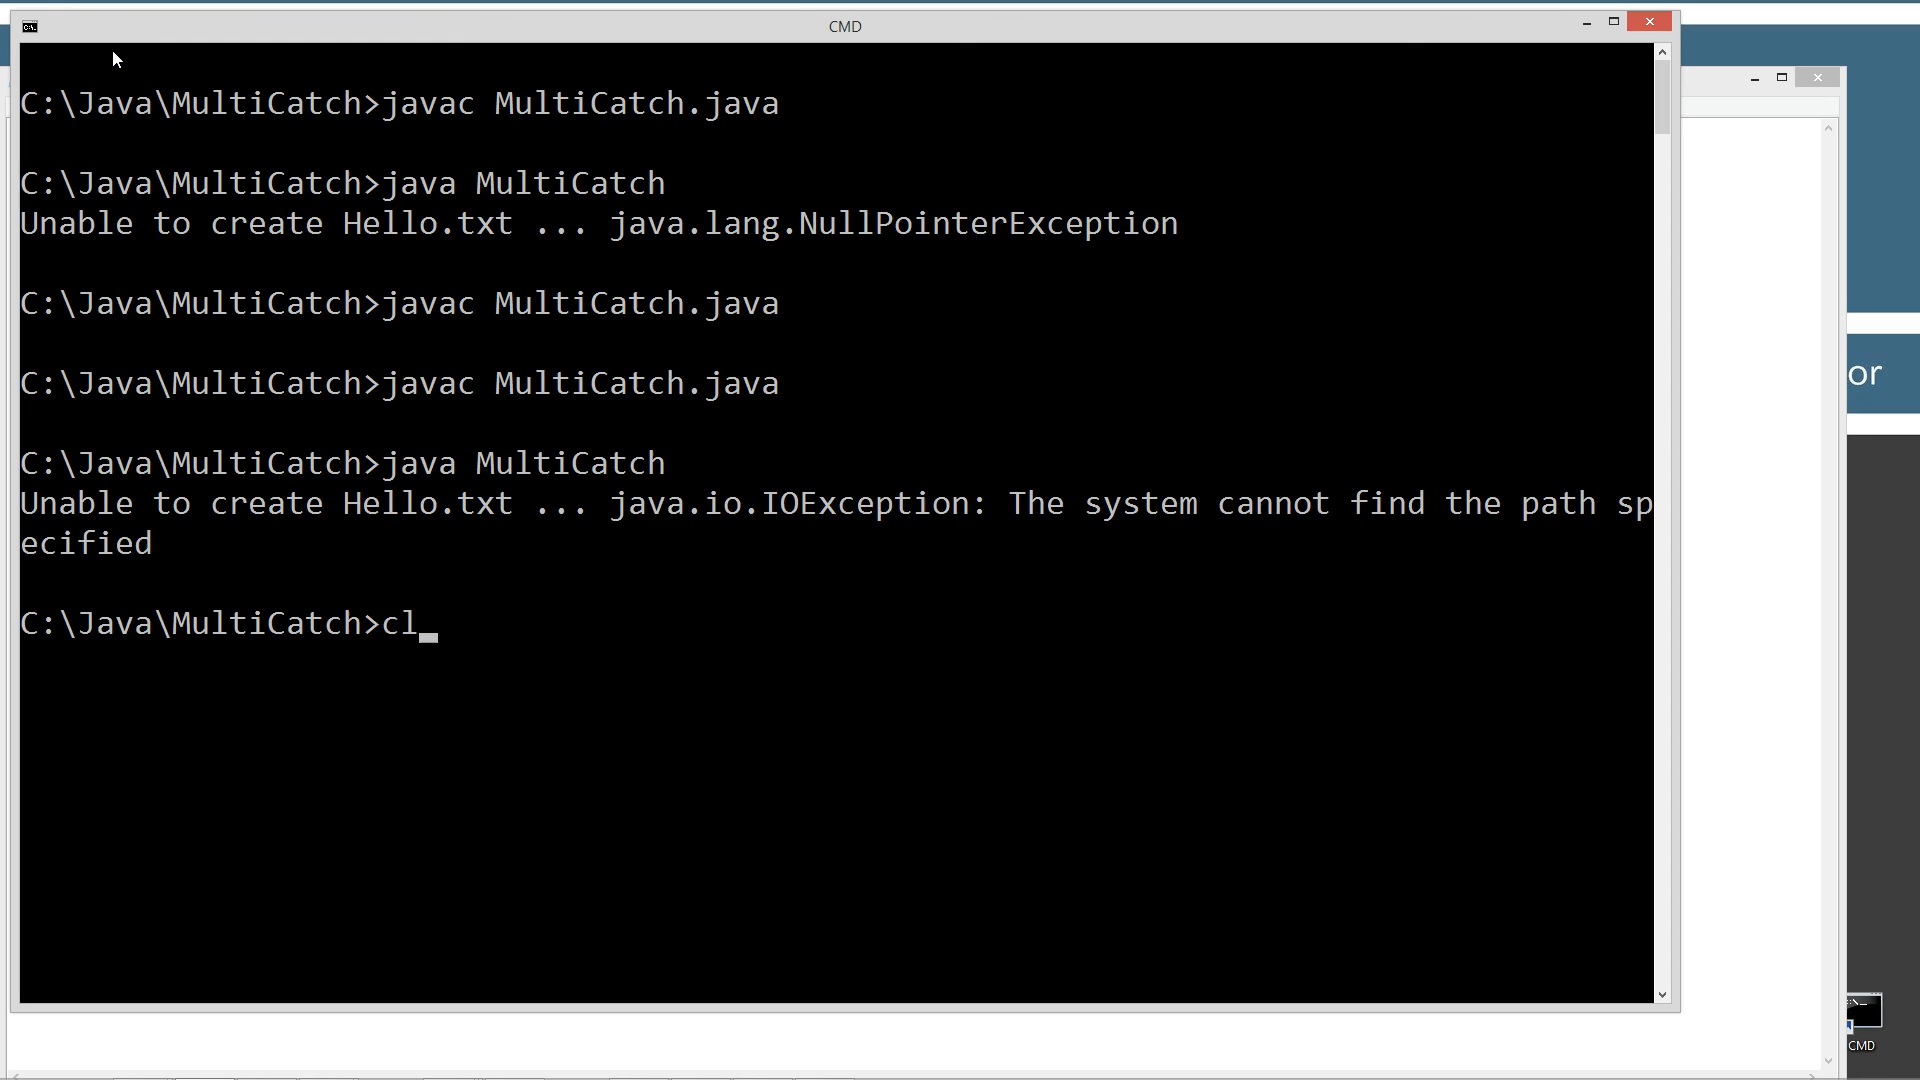 CMD
C:\Java\MultiCatch>javac MultiCatch.java
C:\Java\MultiCatch>java MultiCatch
Unable to create Hello.txt ... java.lang.NullPointerException
C:\Java\MultiCatch>javac MultiCatch.java
C:\Java\MultiCatch>javac MultiCatch.java
C:\Java\MultiCatch>java MultiCatch
Unable to create Hello.txt ... java.io.IOException: The system cannot find the path sp
ecified
C:\Java\MultiCatch>cl_
or
CMD